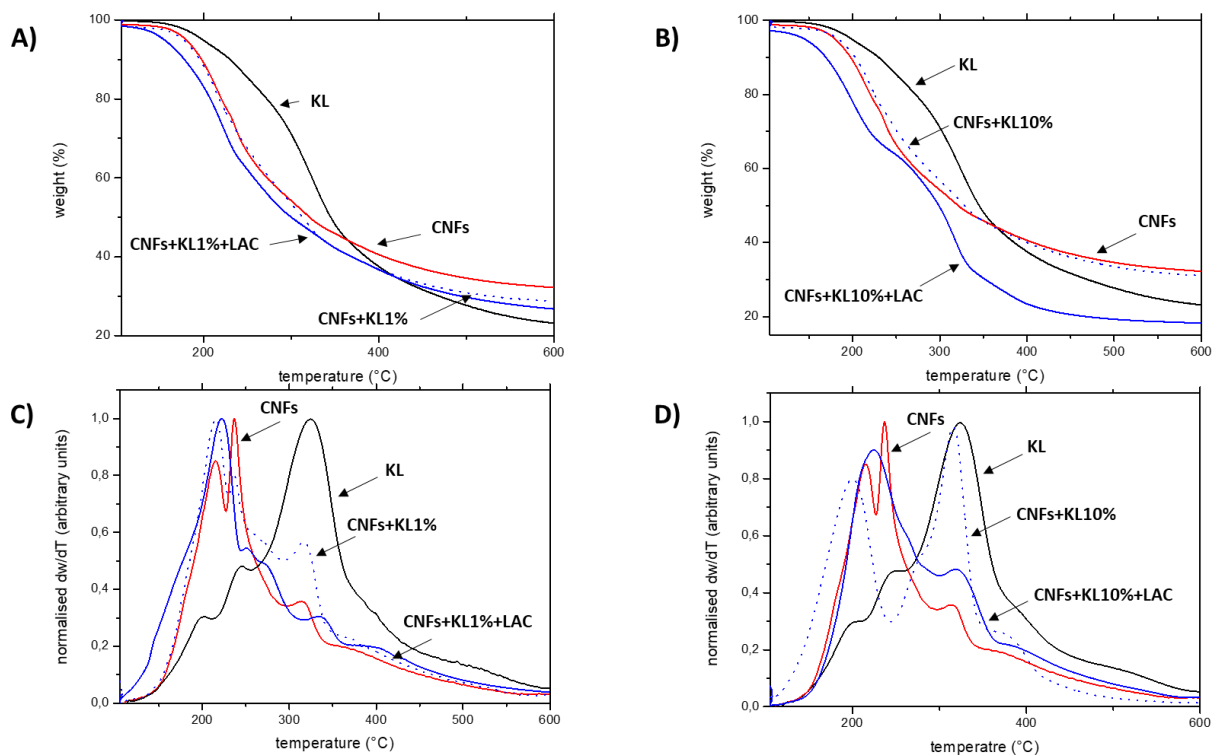 A)
100
80
60
40
20
weight (%)
KL
CNFs
CNFs+KL1%+LAC
CNFs+KL1%
200
400
600
temperature (°C)
B)
100
80
60
40
20
weight (%)
KL
CNFs+KL10%
CNFs
CNFs+KL10%+LAC
200
300
400
500
600
temperature (°C)
C)
1,0
0,8
0,6
0,4
0,2
0,0
normalised dw/dT (arbitrary units)
CNFs
KL
CNFs+KL1%
CNFs+KL1%+LAC
200
300
400
500
600
temperature (°C)
D)
1,0
0,8
0,6
0,4
0,2
0,0
normalised dw/dT (arbitrary units)
CNFs
KL
CNFs+KL10%
CNFs+KL10%+LAC
200
300
400
500
600
temperatre (°C)